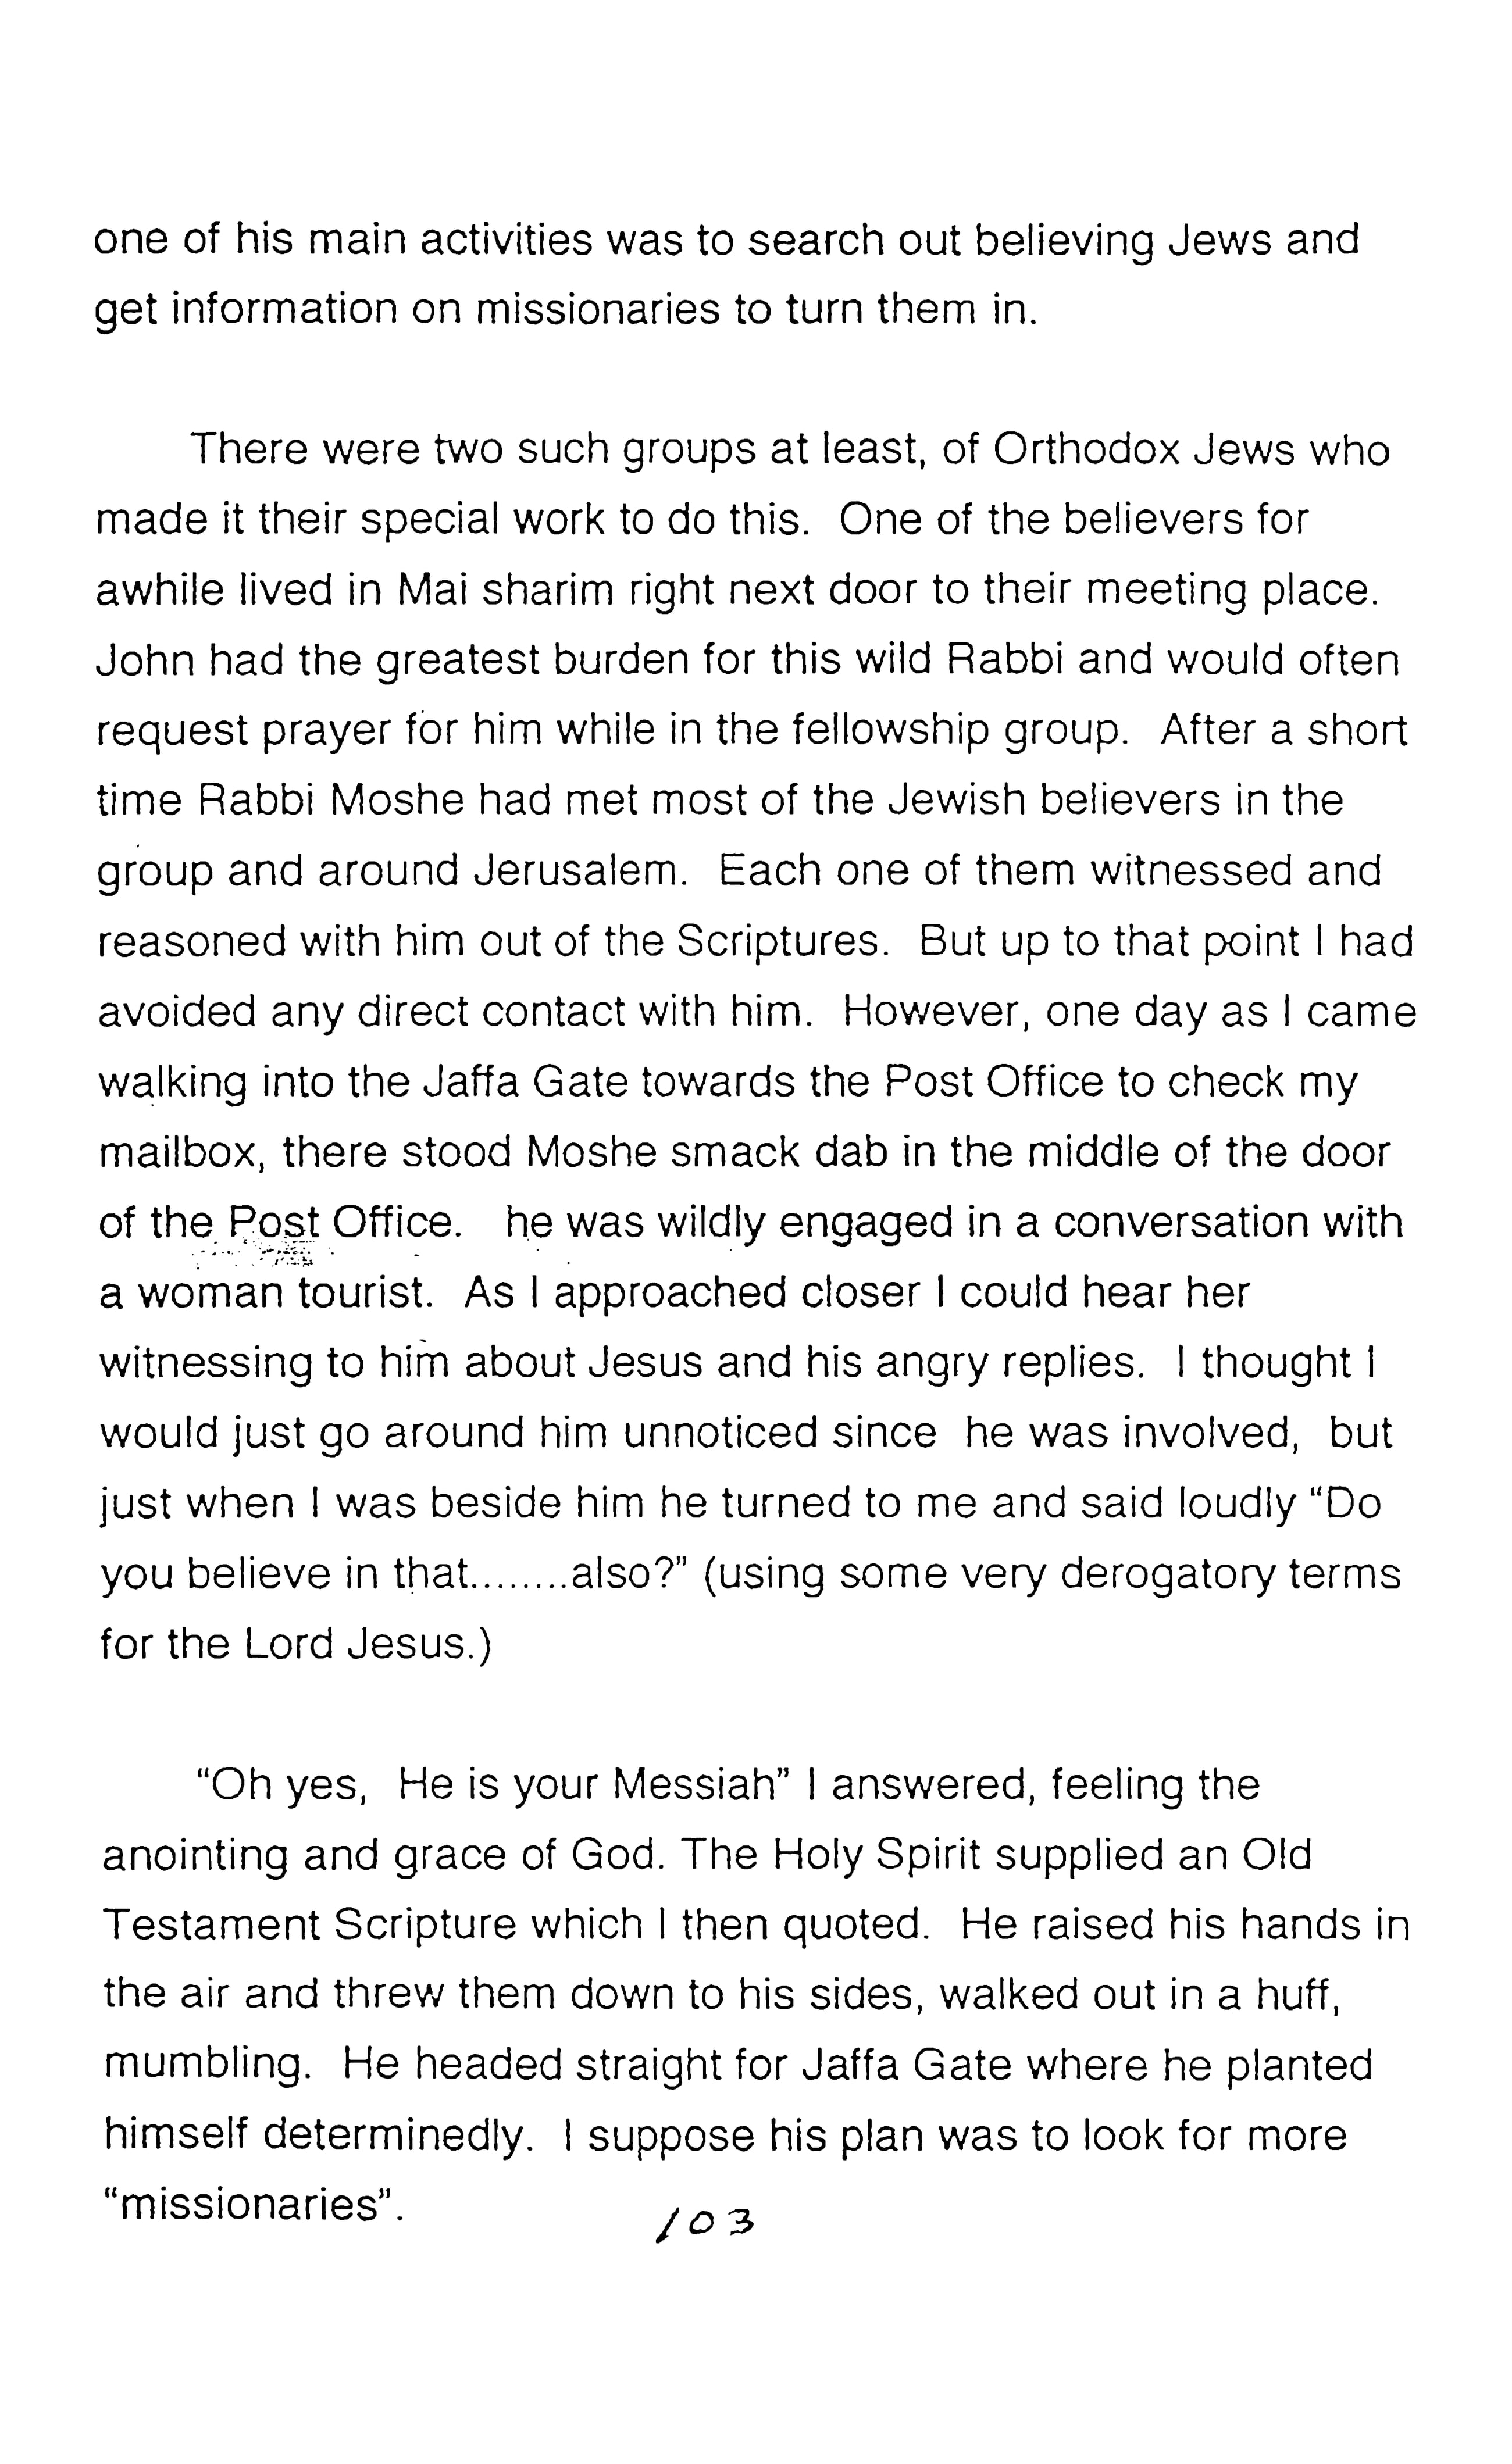 one of his main activities was to search out believing Jews and
get information on missionaries to turn them in.
There were two such groups at least, of Orthodox Jews who
made it their special work to do this. One of the believers for
awhile lived in Mai sharim right next door to their meeting place.
John had the greatest burden for this wild Rabbi and would often
request prayer for him while in the fellowship group. After a short
time Rabbi Moshe had met most of the Jewish believers in the
group and around Jerusalem. Each one of them witnessed and
reasoned with him out of the Scriptures. But up to that point I had
avoided any direct contact with him. However, one day as I came
walking into the Jaffa Gate towards the Post Office to check my
mailbox, there stood Moshe smack dab in the middle of the door
of the Post Office. he was wildly engaged in a conversation with
a woman tourist. As I approached closer I could hear her
witnessing to him about Jesus and his angry replies. I thought I
would just go around him unnoticed since he was involved, but
just when I was beside him he turned to me and said loudly “Do
you believe in that........also?” (using some very derogatory terms
for the Lord Jesus.)
“Oh yes, He is your Messiah” I answered, feeling the
anointing and grace of God. The Holy Spirit supplied an Old
Testament Scripture which I then quoted. He raised his hands in
the air and threw them down to his sides, walked out in a huff,
mumbling. He headed straight for Jaffa Gate where he planted
himself determinedly. I suppose his plan was to look for more
“missionaries”.
103